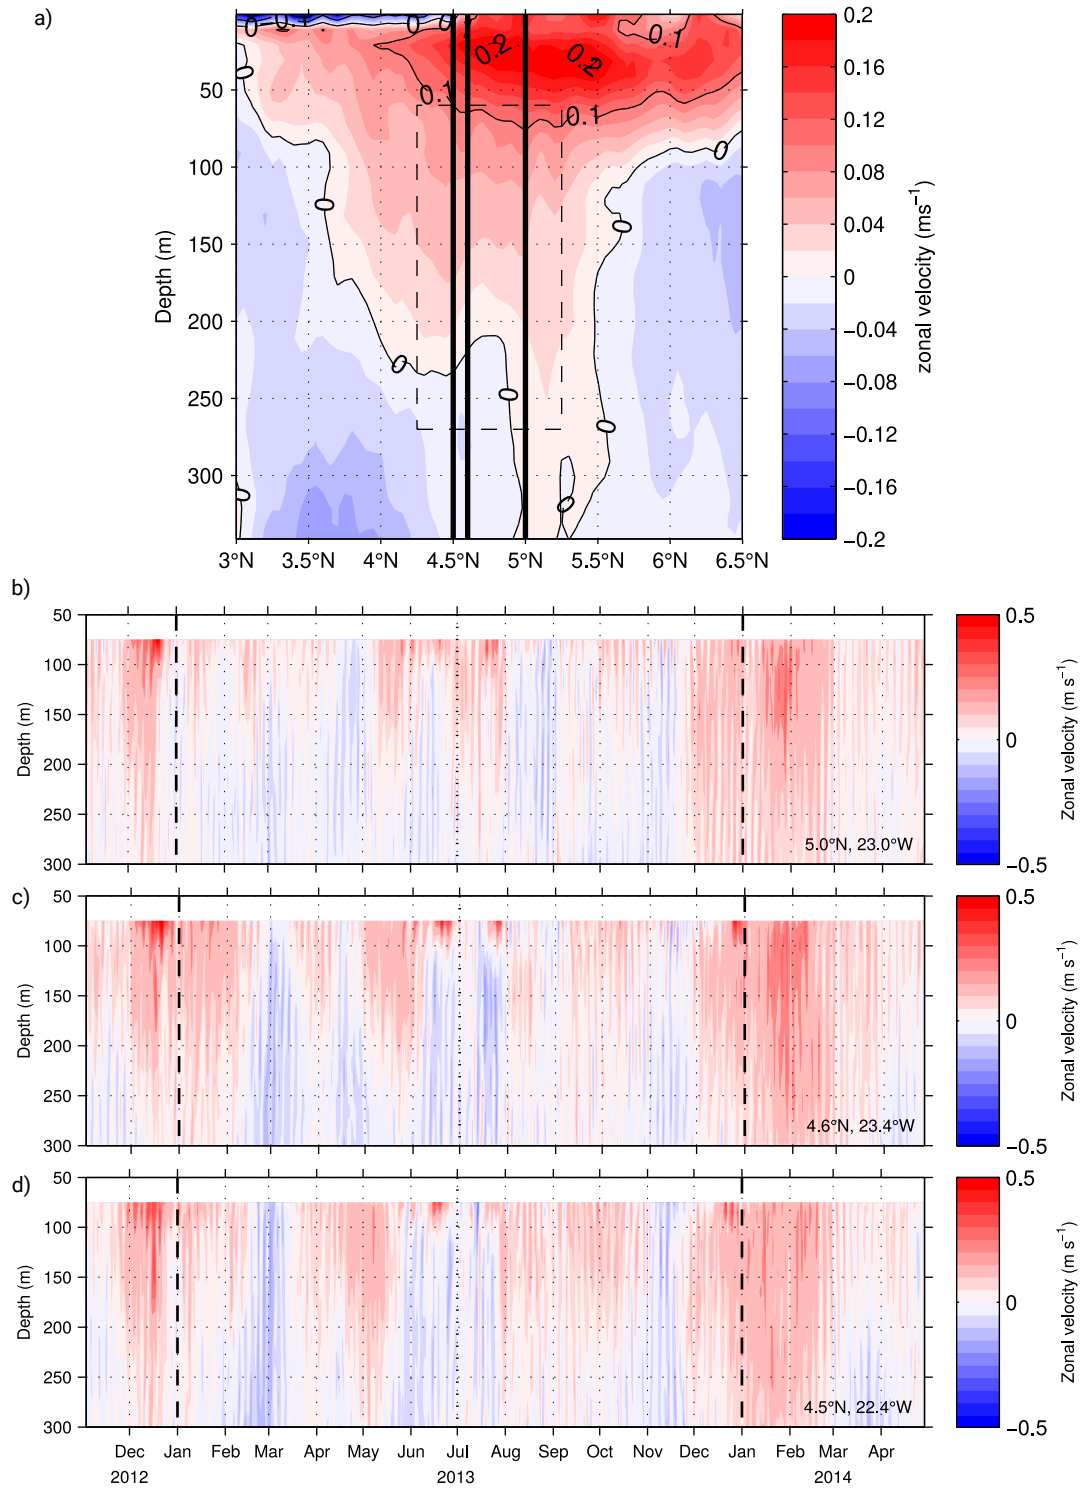 a)
0
-0.1
0
0
0.1
0.2
0.2
0.1
0.1
0
0
0
0
0
0
0
0
0
50
100
150
200
250
300
Depth (m)
3°N
3.5°N
4°N
4.5°N
5°N
5.5°N
6°N
6.5°N
0.2
0.16
0.12
0.08
0.04
0
−0.04
−0.08
−0.12
−0.16
−0.2
zonal velocity (ms⁻¹)
b)
50
100
150
200
250
300
Depth (m)
5.0°N, 23.0°W
0.5
0
−0.5
Zonal velocity (m s⁻¹)
c)
50
100
150
200
250
300
Depth (m)
4.6°N, 23.4°W
0.5
0
−0.5
Zonal velocity (m s⁻¹)
d)
50
100
150
200
250
300
Depth (m)
4.5°N, 22.4°W
0.5
0
−0.5
Zonal velocity (m s⁻¹)
Dec Jan Feb Mar Apr May Jun Jul Aug Sep Oct Nov Dec Jan Feb Mar Apr
2012 2013 2014